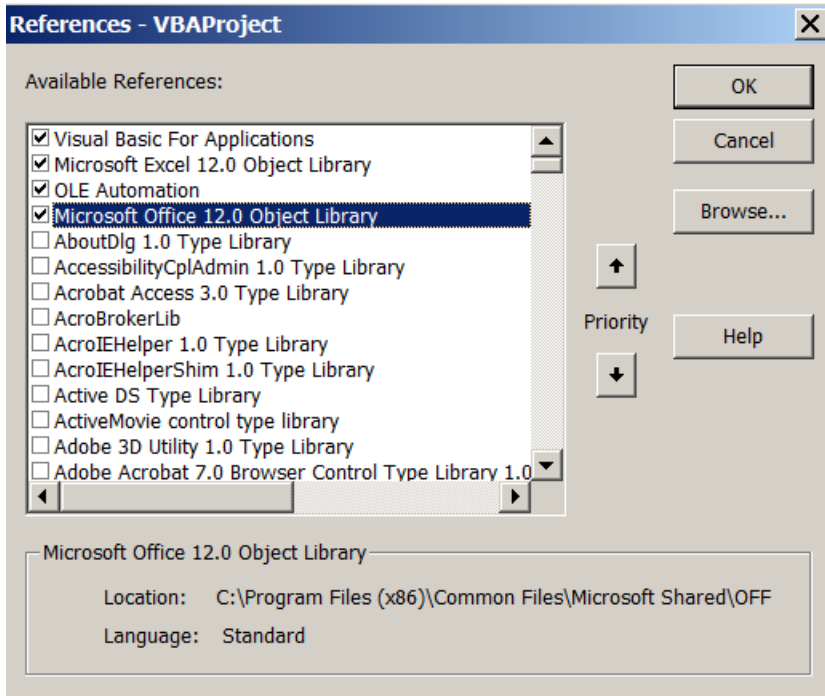 References - VBAProject
Available References:
Visual Basic For Applications
Microsoft Excel 12.0 Object Library
OLE Automation
Microsoft Office 12.0 Object Library
AboutDlg 1.0 Type Library
AccessibilityCplAdmin 1.0 Type Library
Acrobat Access 3.0 Type Library
AcroBrokerLib
AcroIEHelper 1.0 Type Library
AcroIEHelperShim 1.0 Type Library
Active DS Type Library
ActiveMovie control type library
Adobe 3D Utility 1.0 Type Library
Adobe Acrobat 7.0 Browser Control Type Library 1.0
Priority
OK
Cancel
Browse...
Help
Microsoft Office 12.0 Object Library
Location: C:\Program Files (x86)\Common Files\Microsoft Shared\OFF
Language: Standard